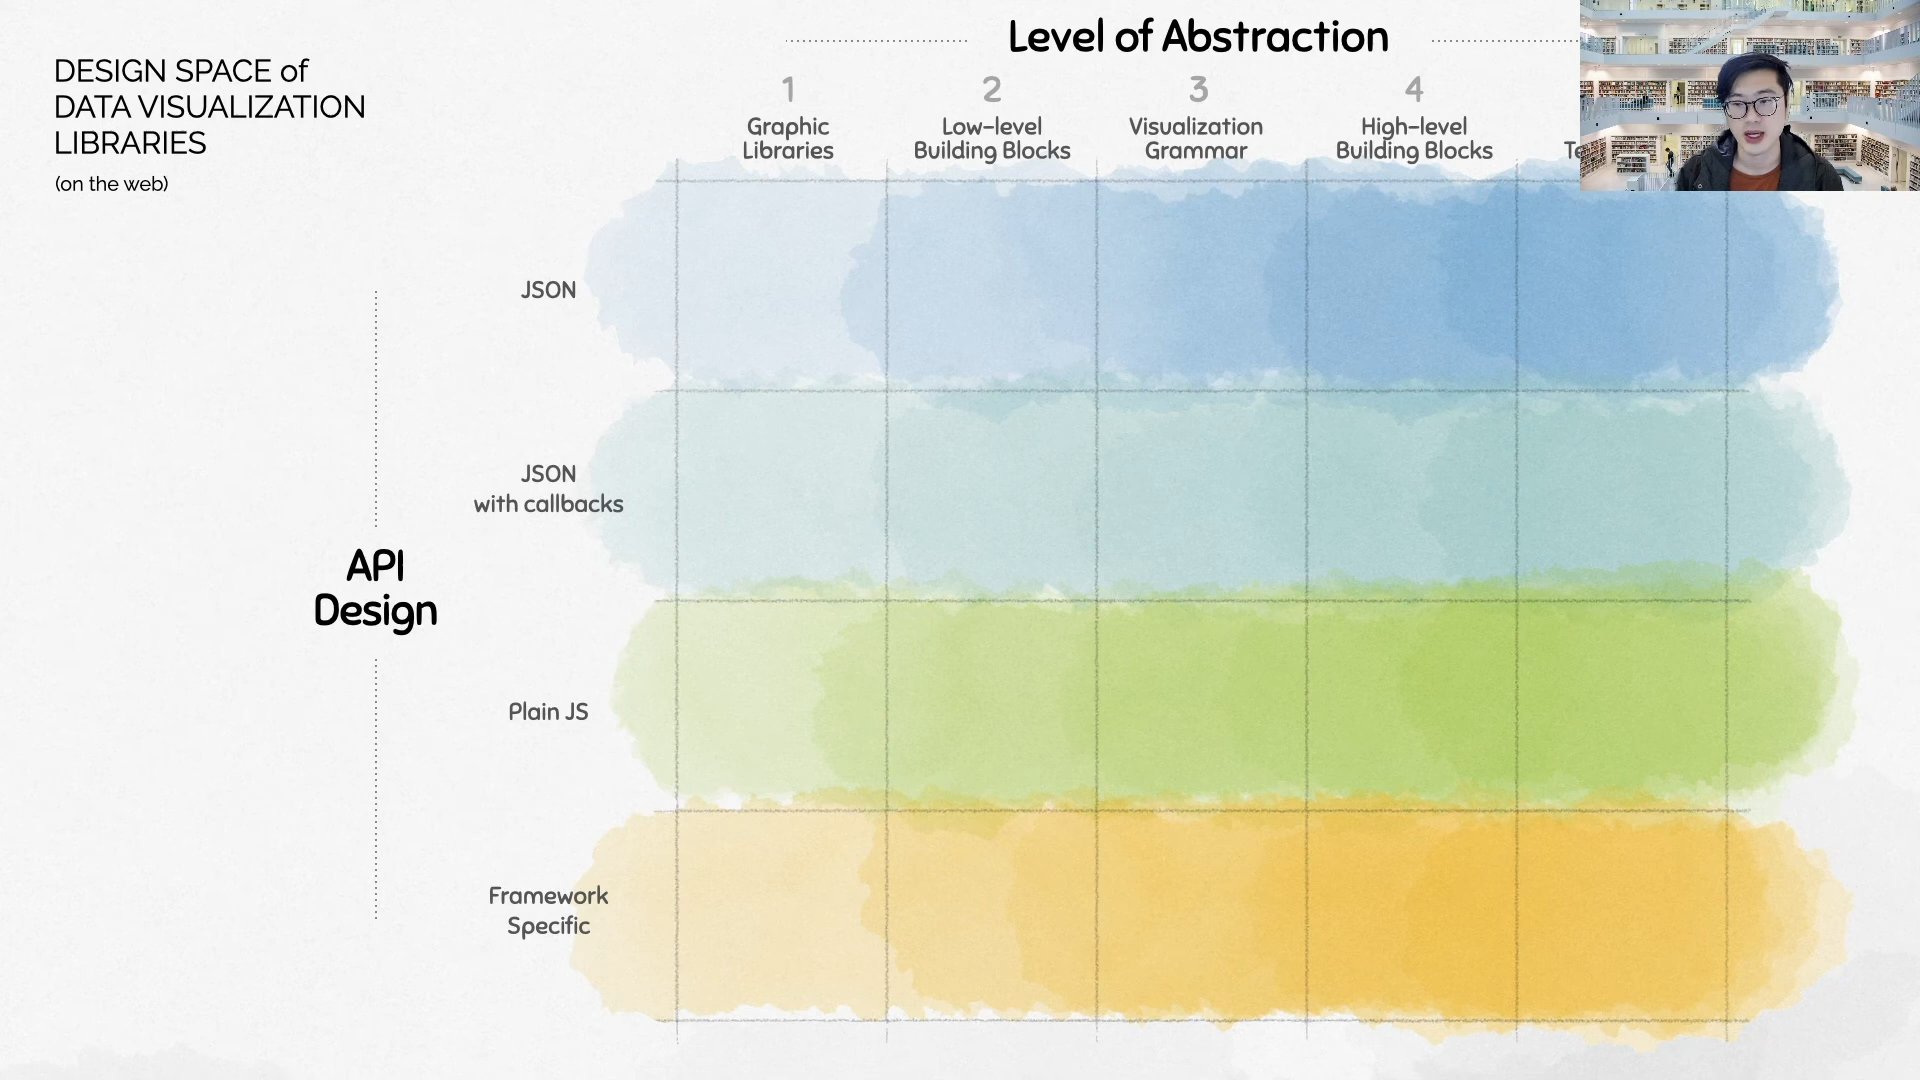 DESIGN SPACE of
DATA VISUALIZATION
LIBRARIES
(on the web)
Level of Abstraction
1
2
3
4
Graphic
Libraries
Low-level
Building Blocks
Visualization
Grammar
High-level
Building Blocks
API
Design
JSON
JSON
with callbacks
Plain JS
Framework
Specific